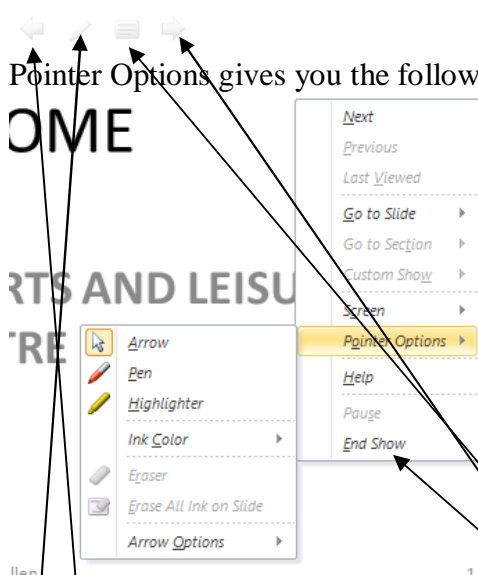 Pointer Options gives you the follow
OME
Next
Previous
Last Viewed
Go to Slide
Go to Section
Custom Show
Screen
Pointer Options
Help
Pause
End Show
RTS AND LEISU
TRE
Arrow
Pen
Highlighter
Ink Color
Eraser
Erase All Ink on Slide
Arrow Options
llen
1